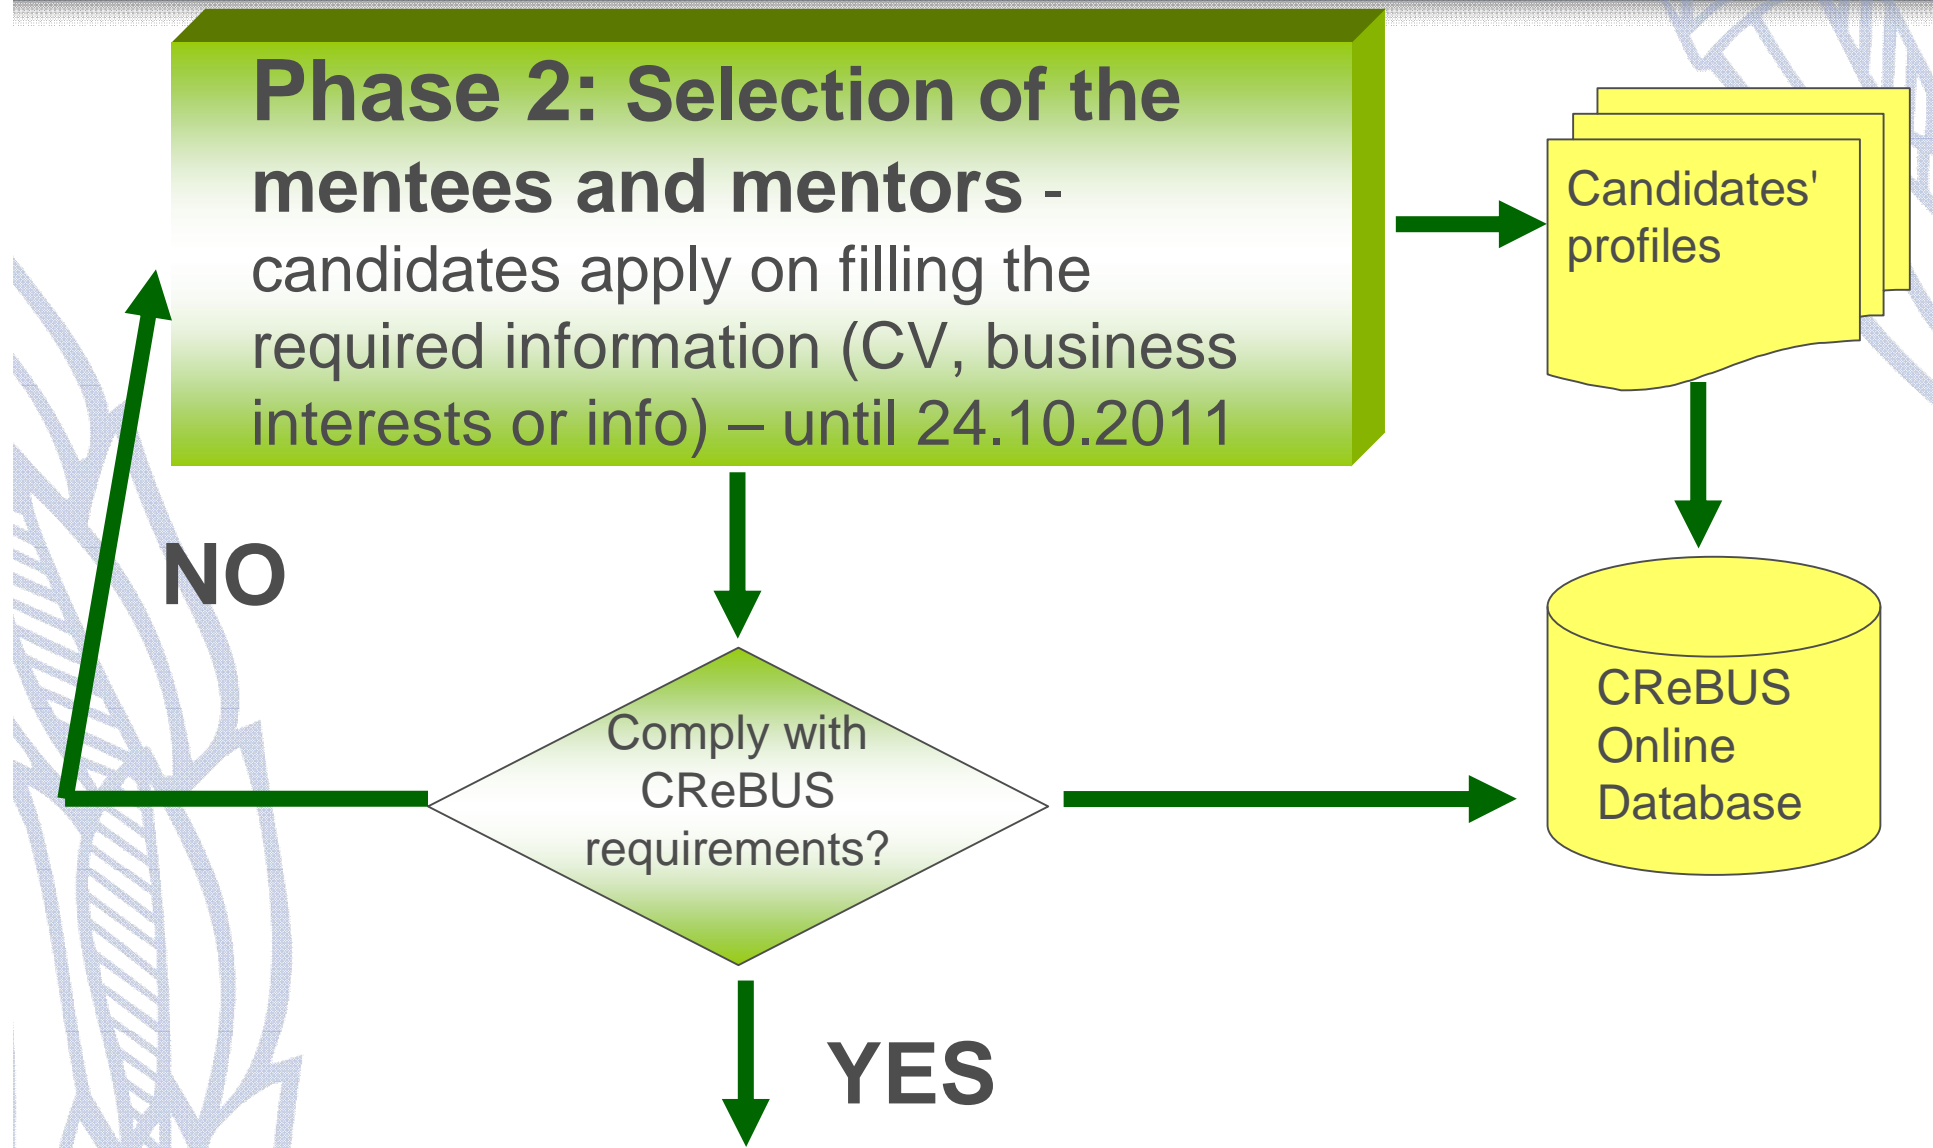 Phase 2: Selection of the
mentees and mentors -
candidates apply on filling the
required information (CV, business
interests or info) – until 24.10.2011
Candidates'
profiles
NO
Comply with
CReBUS
requirements?
CReBUS
Online
Database
YES